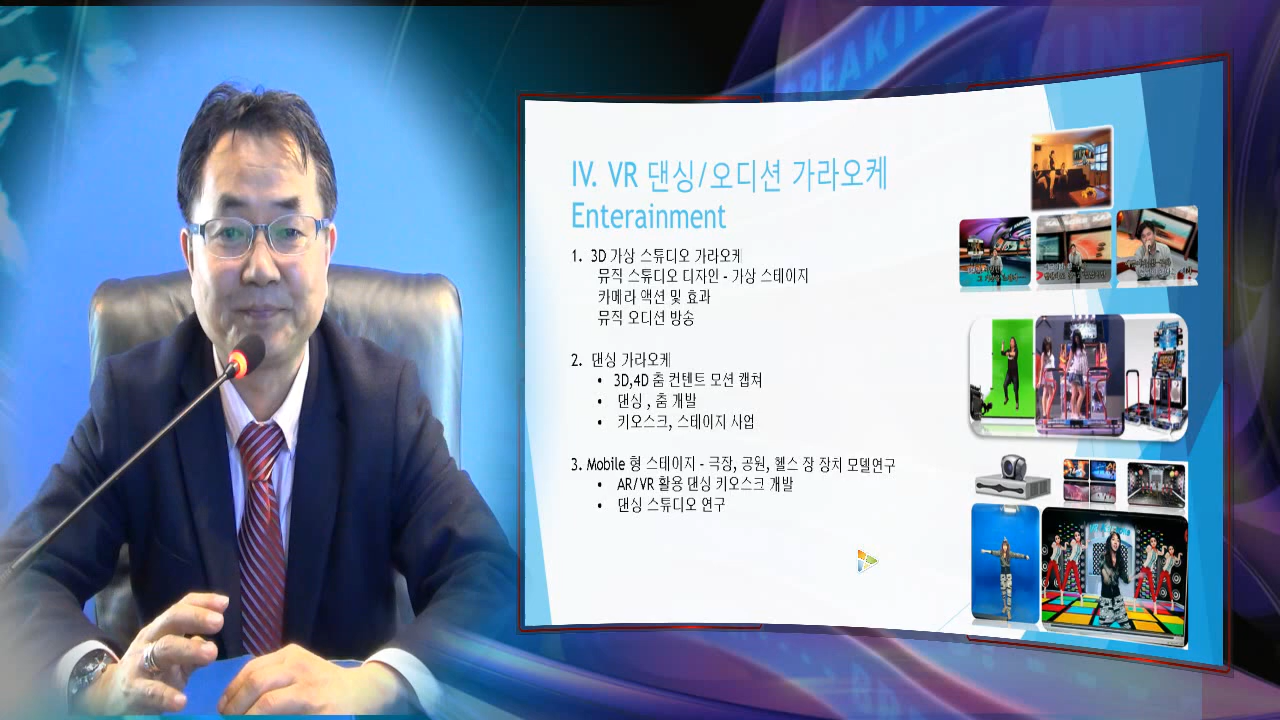 BREAKING
IV. VR 댄싱/오디션 가라오케
Enterainment
1. 3D 가상 스튜디오 가라오케
뮤직 스튜디오 디자인 - 가상 스테이지
카메라 액션 및 효과
뮤직 오디션 방송
2. 댄싱 가라오케
• 3D,4D 춤 컨텐트 모션 캡쳐
• 댄싱 , 춤 개발
• 키오스크, 스테이지 사업
3. Mobile 형 스테이지 - 극장, 공원, 헬스 장 장치 모델연구
• AR/VR 활용 댄싱 키오스크 개발
• 댄싱 스튜디오 연구